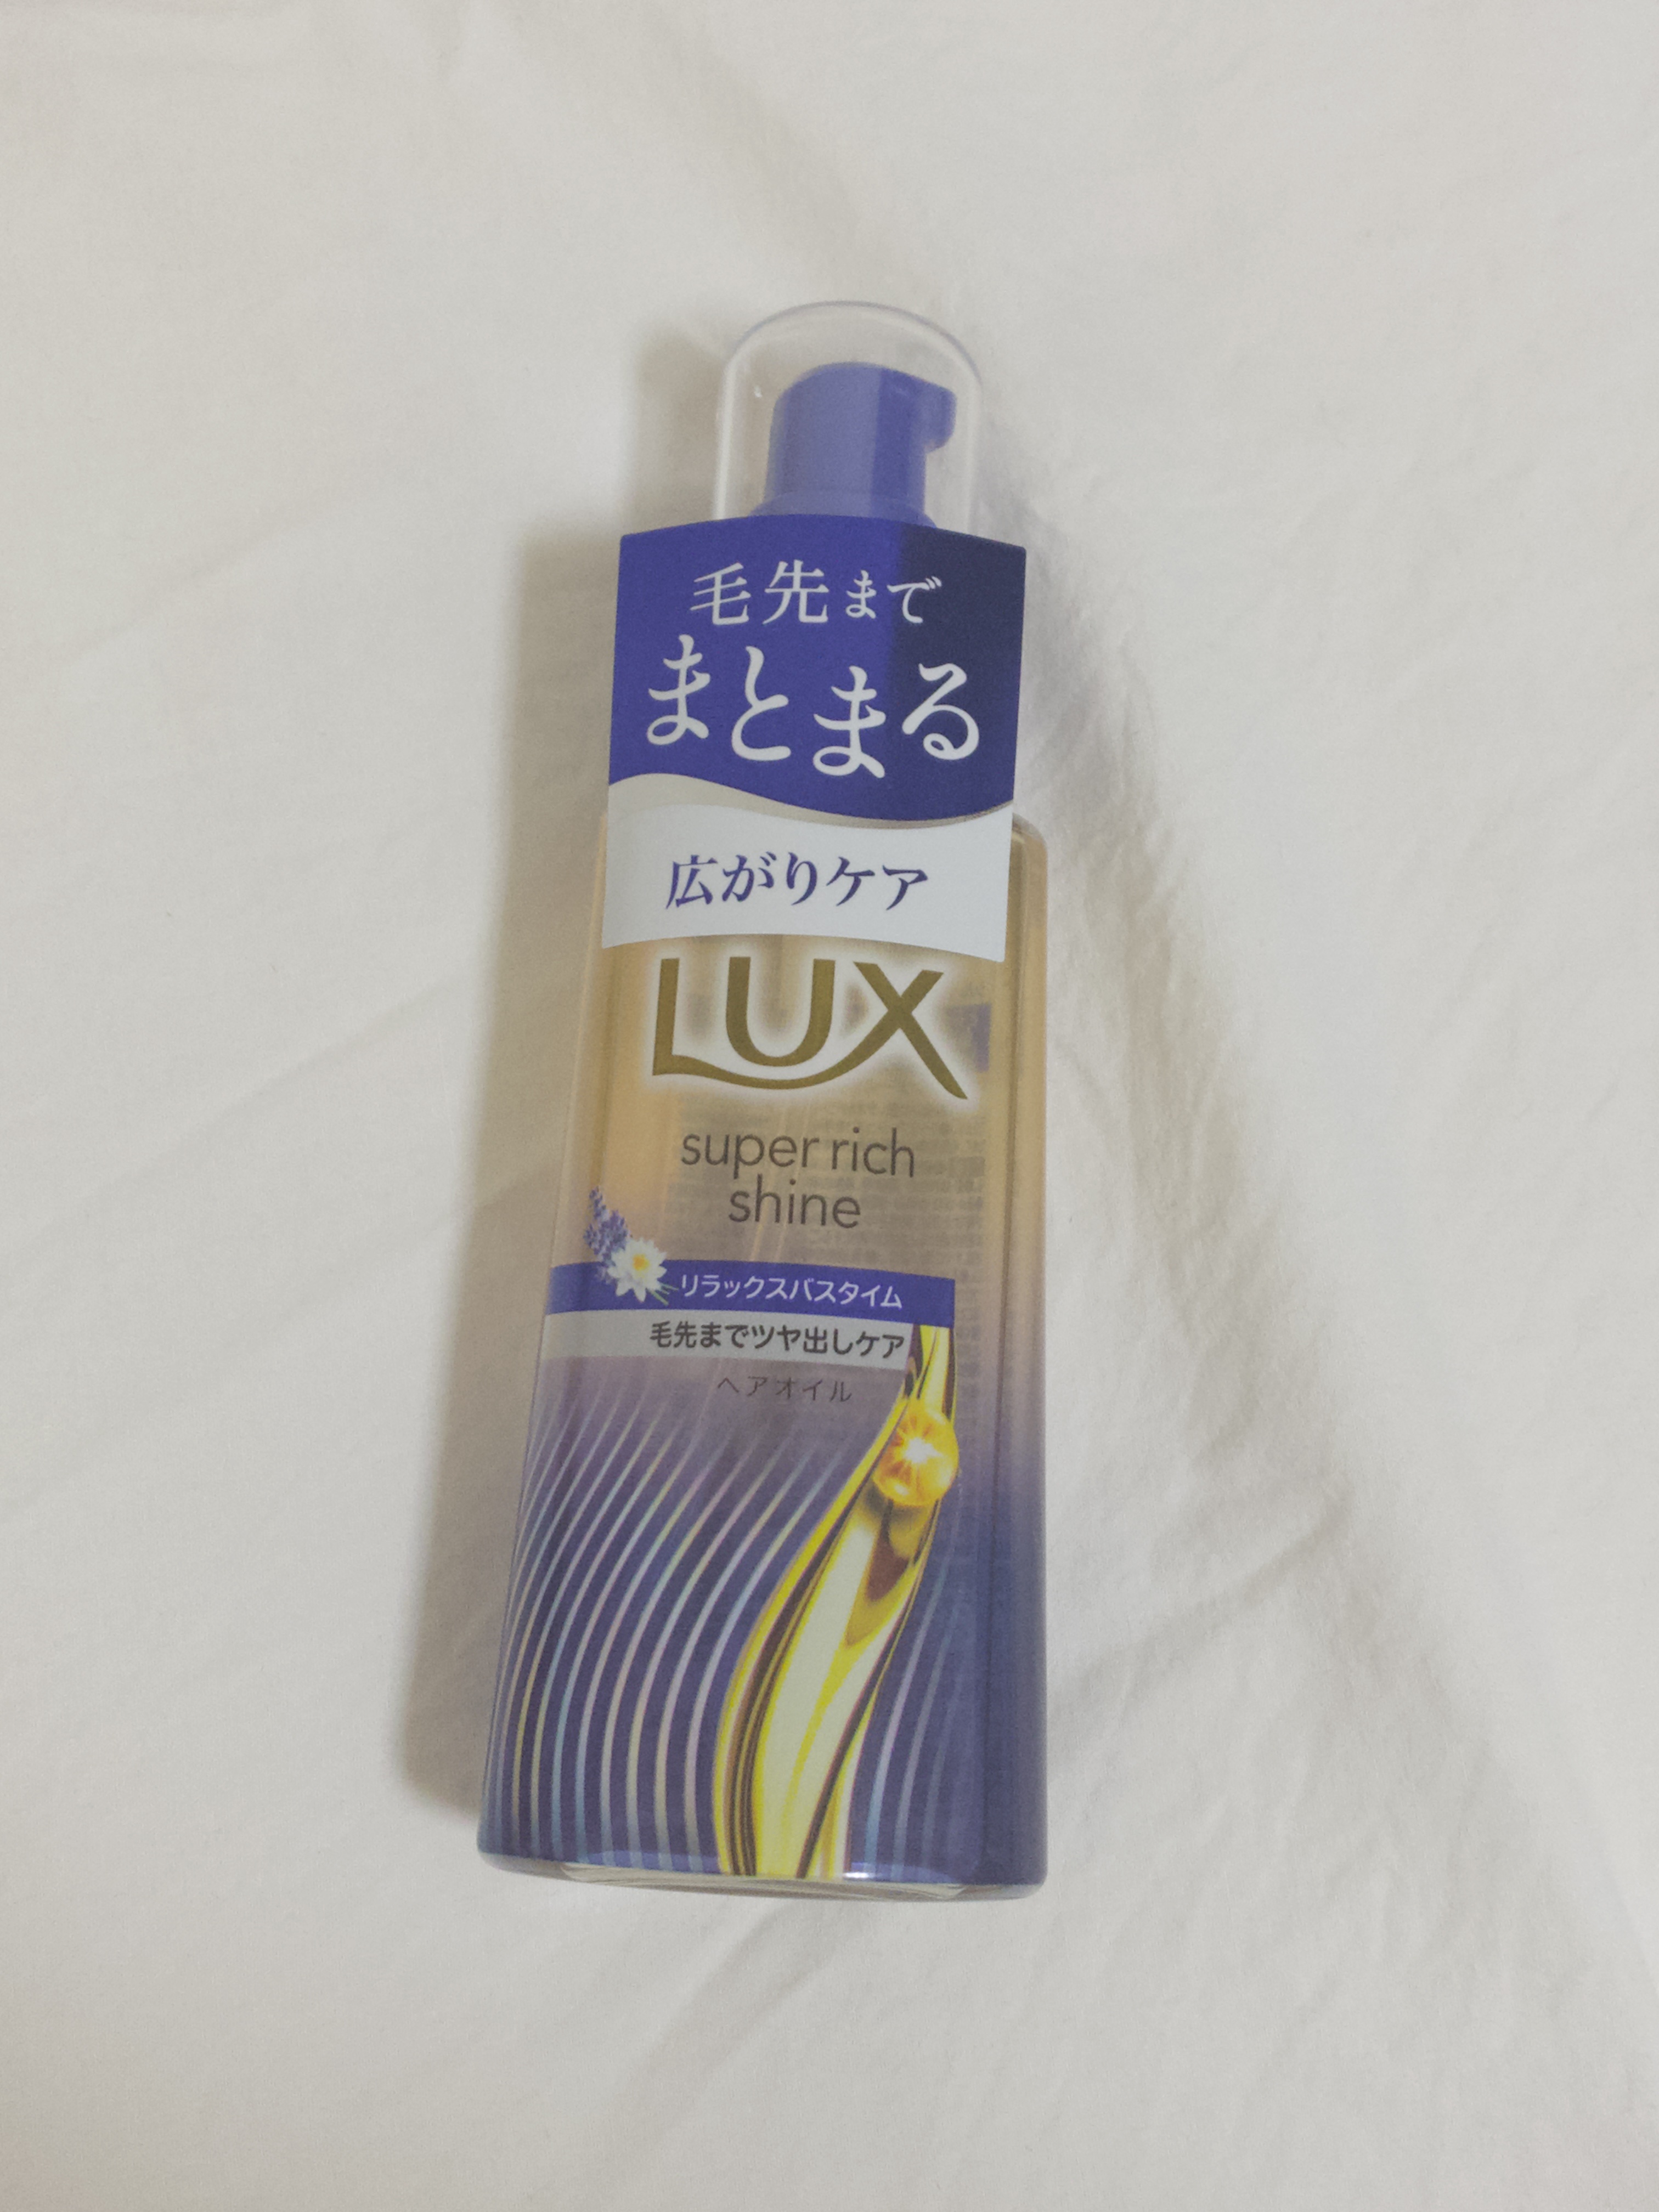 毛先まで
まとまる
広がりケア
LUX
super rich
shine
リラックスバスタイム
毛先までツヤ出しケア
ヘアオイル